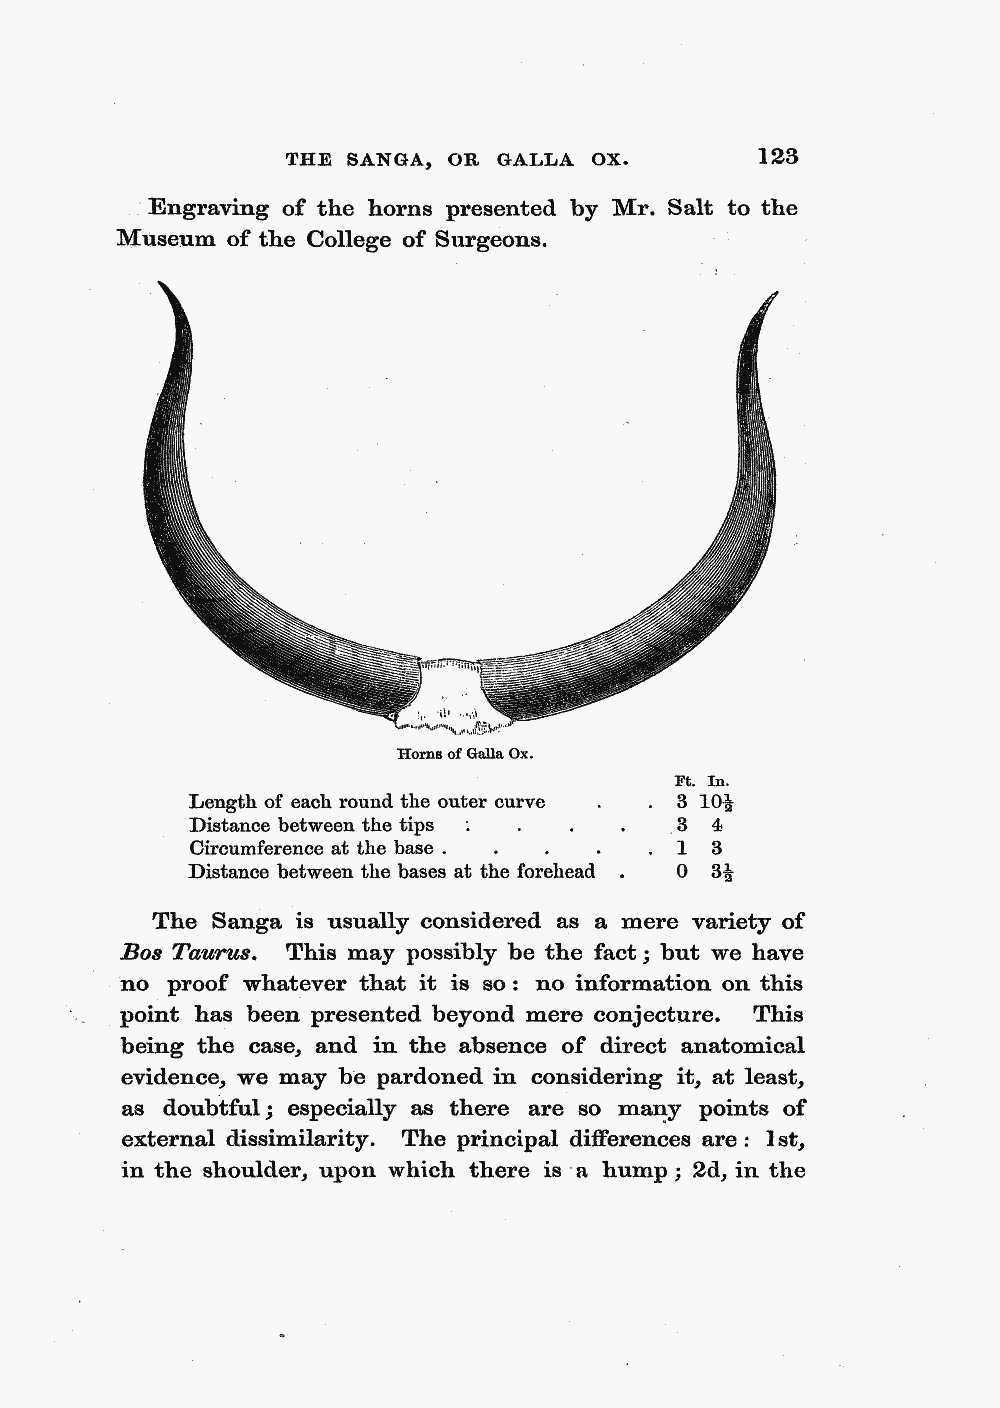 THE SANGA, OR GALLA OX. 123
Engraving of the horns presented by Mr. Salt to the
Museum of the College of Surgeons.
Horns of Galla Ox.
Ft. In.
Length of each round the outer curve . . 3 10½
Distance between the tips . . . . 3 4
Circumference at the base . . . . . 1 3
Distance between the bases at the forehead . 0 3½
The Sanga is usually considered as a mere variety of
Bos Taurus. This may possibly be the fact; but we have
no proof whatever that it is so: no information on this
point has been presented beyond mere conjecture. This
being the case, and in the absence of direct anatomical
evidence, we may be pardoned in considering it, at least,
as doubtful; especially as there are so many points of
external dissimilarity. The principal differences are: 1st,
in the shoulder, upon which there is a hump; 2d, in the